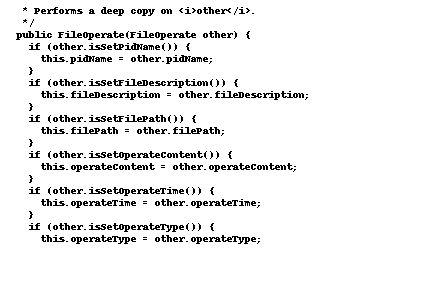 * Performs a deep copy on <i>other</i>.
*/
public FileOperate(FileOperate other) {
if (other.isSetPidName()) {
this.pidName = other.pidName;
}
if (other.isSetFileDescription()) {
this.fileDescription = other.fileDescription;
}
if (other.isSetFilePath()) {
this.filePath = other.filePath;
}
if (other.isSetOperateContent()) {
this.operateContent = other.operateContent;
}
if (other.isSetOperateTime()) {
this.operateTime = other.operateTime;
}
if (other.isSetOperateType()) {
this.operateType = other.operateType;